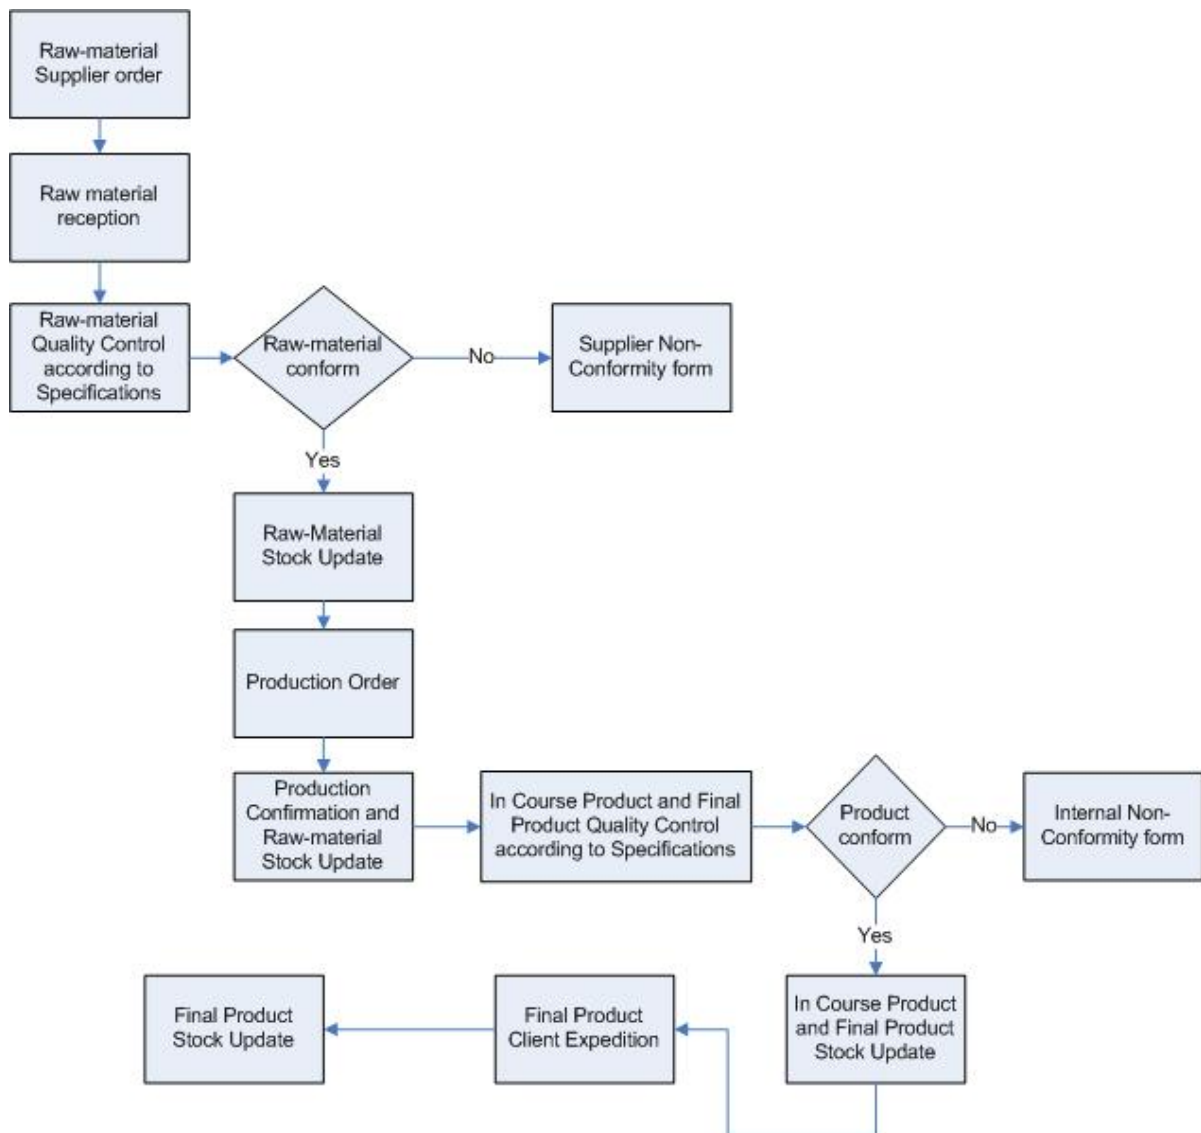 Raw-material
Supplier order
Raw material
reception
Raw-material
Quality Control
according to
Specifications
Raw-material
conform
No
Supplier Non-
Conformity form
Yes
Raw-Material
Stock Update
Production Order
Production
Confirmation and
Raw-material
Stock Update
In Course Product and Final
Product Quality Control
according to Specifications
Product
conform
No
Internal Non-
Conformity form
Yes
In Course Product
and Final Product
Stock Update
Final Product
Client Expedition
Final Product
Stock Update